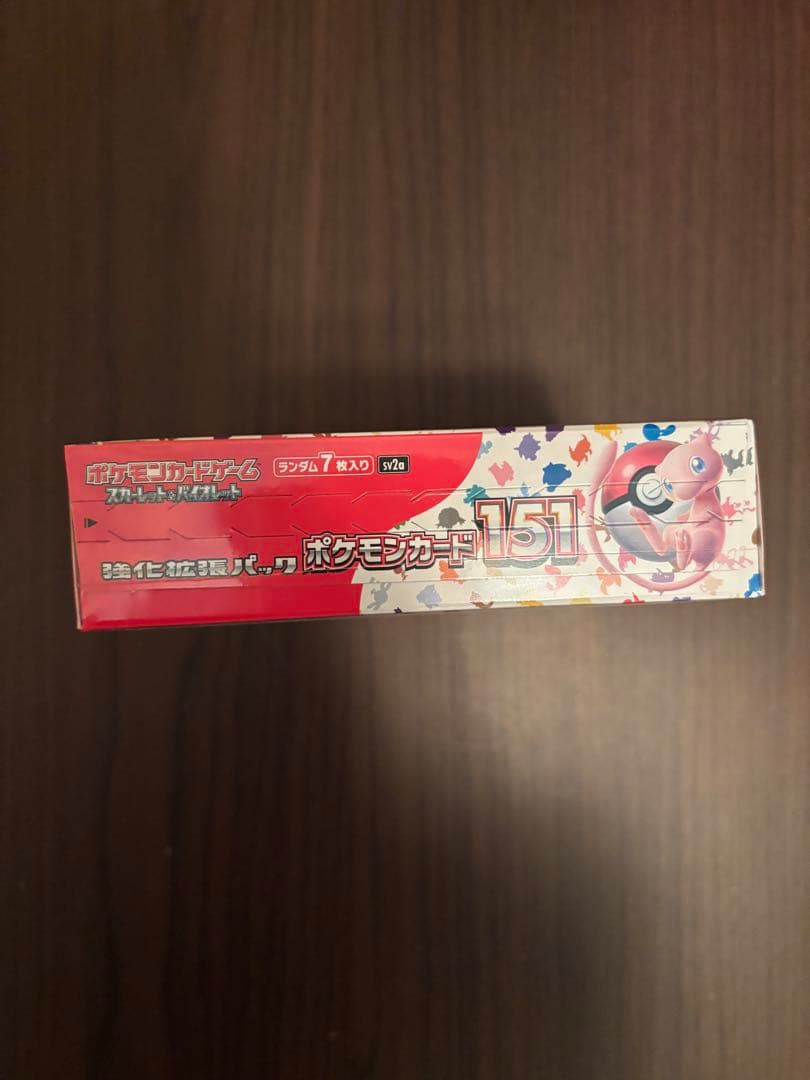 ポケモンカードゲーム
スカーレット&バイオレット
ランダム7枚入り
sv2a
強化拡張パック
ポケモンカード151